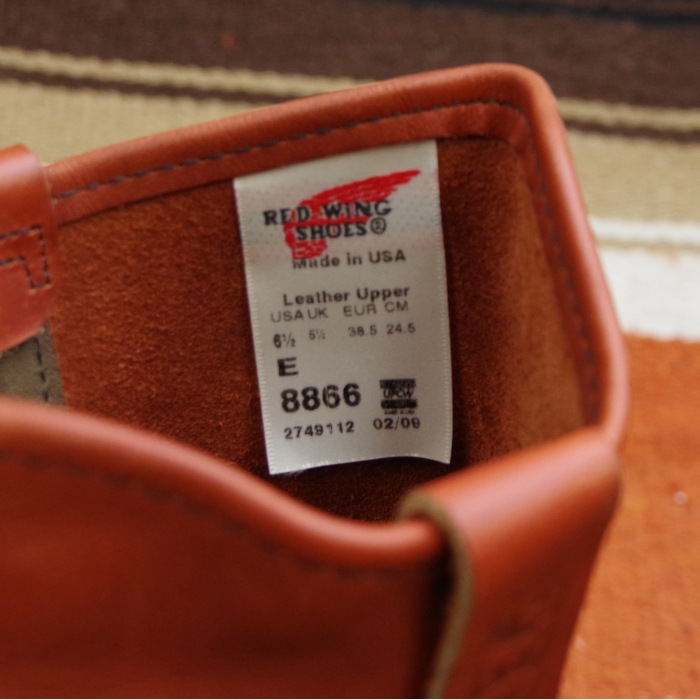 RED WING
SHOES®
Made in USA
Leather Upper
USA UK EUR CM
6½ 5½ 38.5 24.5
E
8866
UFCW
2749112 02/09